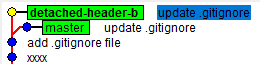 detached-header-b update .gitignore
master update .gitignore
add .gitignore file
xxxx